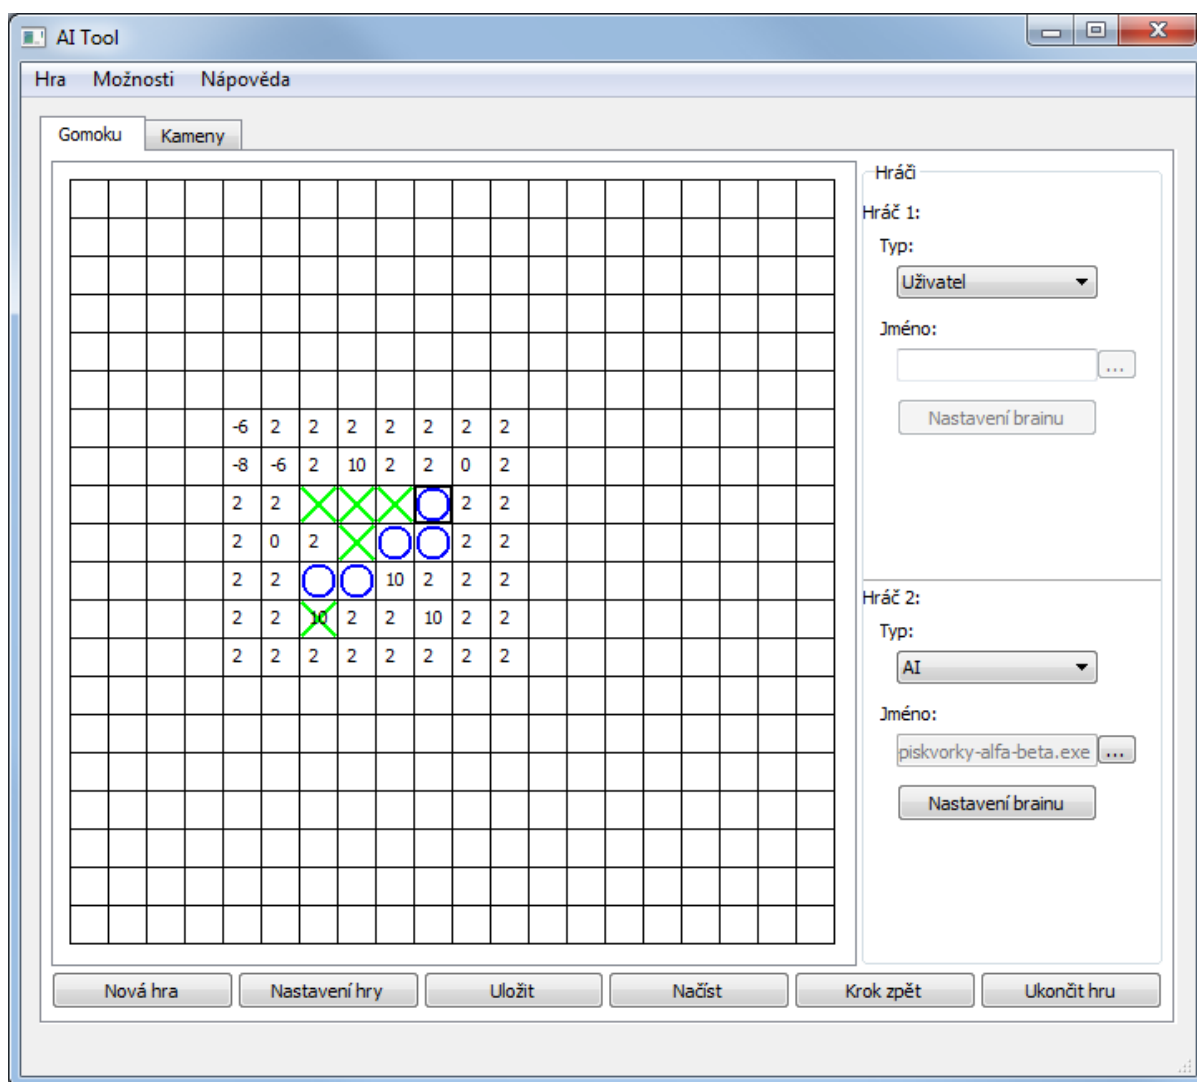 AI Tool
Hra Možnosti Nápověda
Gomoku Kameny
-6 2 2 2 2 2 2 2
-8 -6 2 10 2 2 0 2
2 2 2 2
2 0 2 2 2
2 2 10 2 2 2
2 2 10 2 2 10 2 2
2 2 2 2 2 2 2 2
Hráči
Hráč 1:
Typ:
Uživatel
Jméno:
...
Nastavení brainu
Hráč 2:
Typ:
AI
Jméno:
piskvorky-alfa-beta.exe ...
Nastavení brainu
Nová hra Nastavení hry Uložit Načíst Krok zpět Ukončit hru